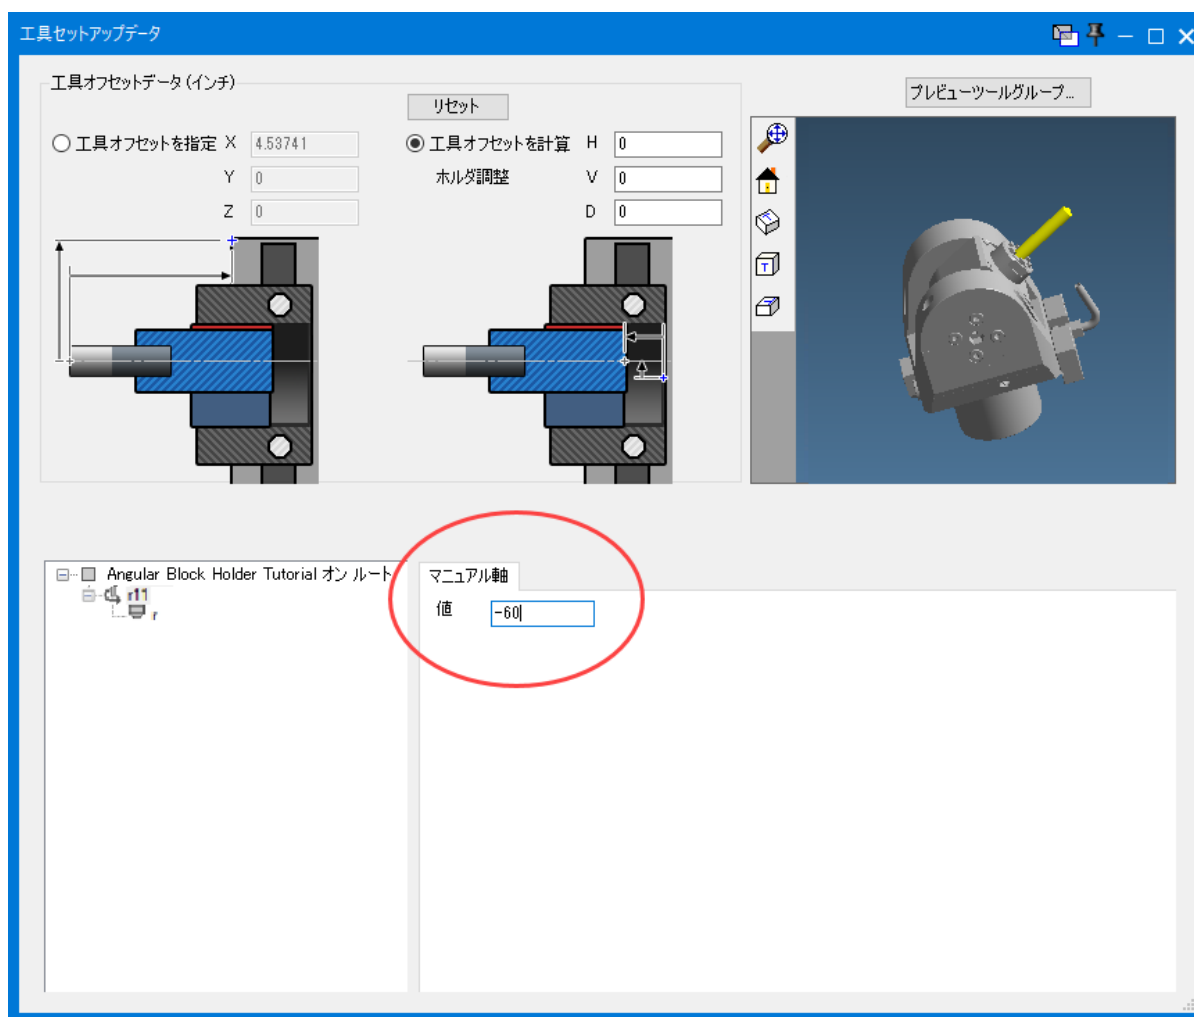 工具セットアップデータ
工具オフセットデータ (インチ)
リセット
プレビューツールグループ...
工具オフセットを指定 X 4.53741
Y 0
Z 0
工具オフセットを計算 H 0
ホルダ調整 V 0
D 0
T
Angular Block Holder Tutorial オン ルート
r11
r
マニュアル軸
値 -60